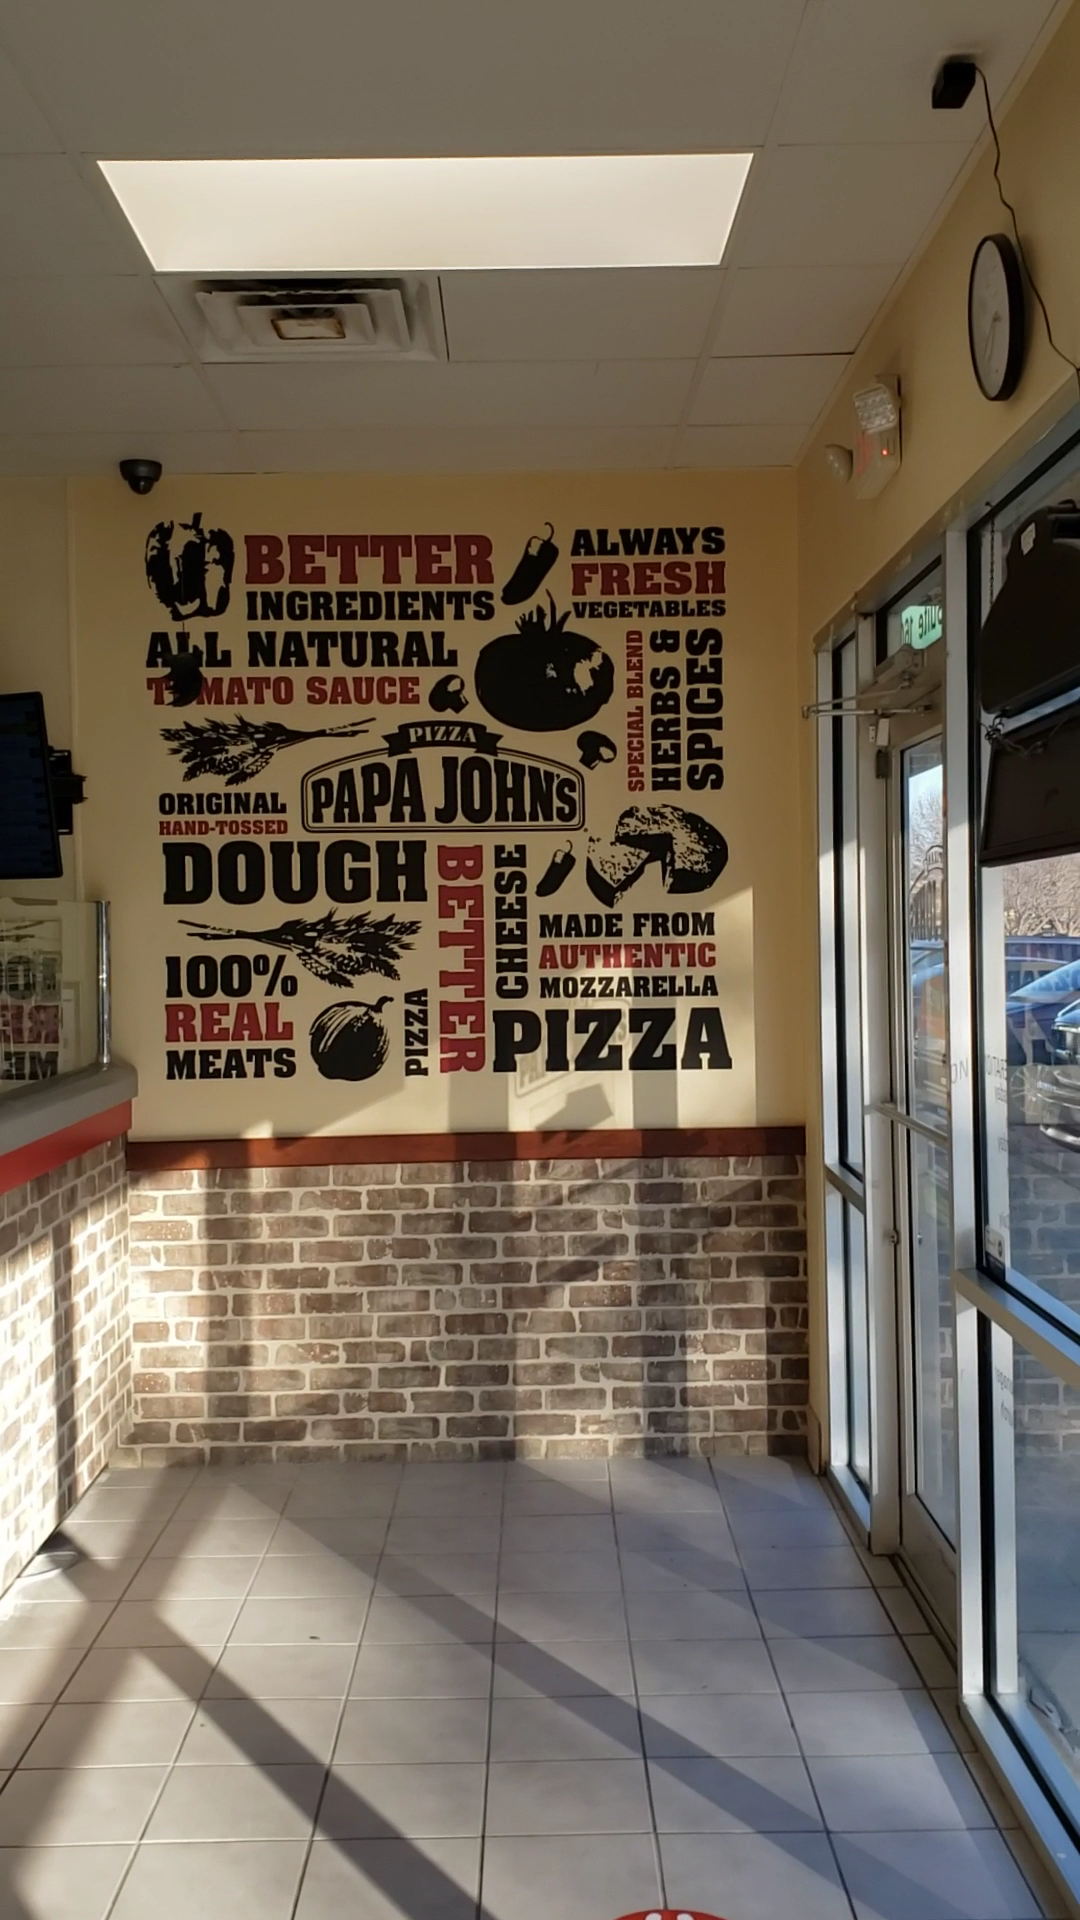 BETTER
INGREDIENTS
ALWAYS
FRESH
VEGETABLES
ALL NATURAL
TOMATO SAUCE
SPECIAL BLEND
HERBS &
SPICES
PIZZA
PAPA JOHN'S
ORIGINAL
HAND-TOSSED
DOUGH
BETTER
CHEESE
MADE FROM
AUTHENTIC
MOZZARELLA
100%
REAL
MEATS
PIZZA
PIZZA